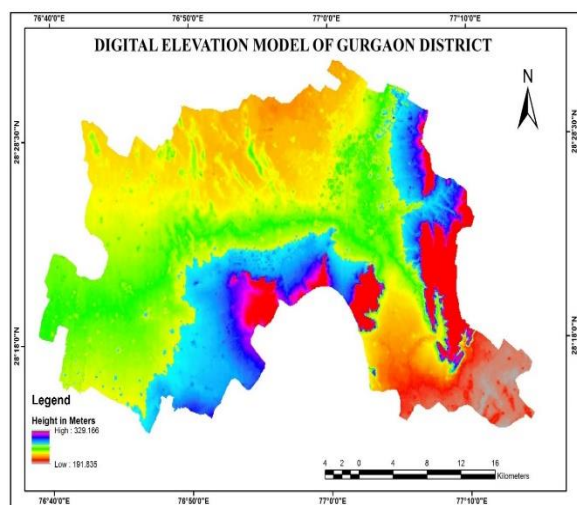 76°40'0"E 76°50'0"E 77°0'0"E 77°10'0"E
DIGITAL ELEVATION MODEL OF GURGAON DISTRICT
N
28°28'30"N 28°28'30"N
28°18'0"N 28°18'0"N
Legend
Height in Meters
High : 329.166
Low : 191.835
4 2 0 4 8 12 16
Kilometers
76°40'0"E 76°50'0"E 77°0'0"E 77°10'0"E